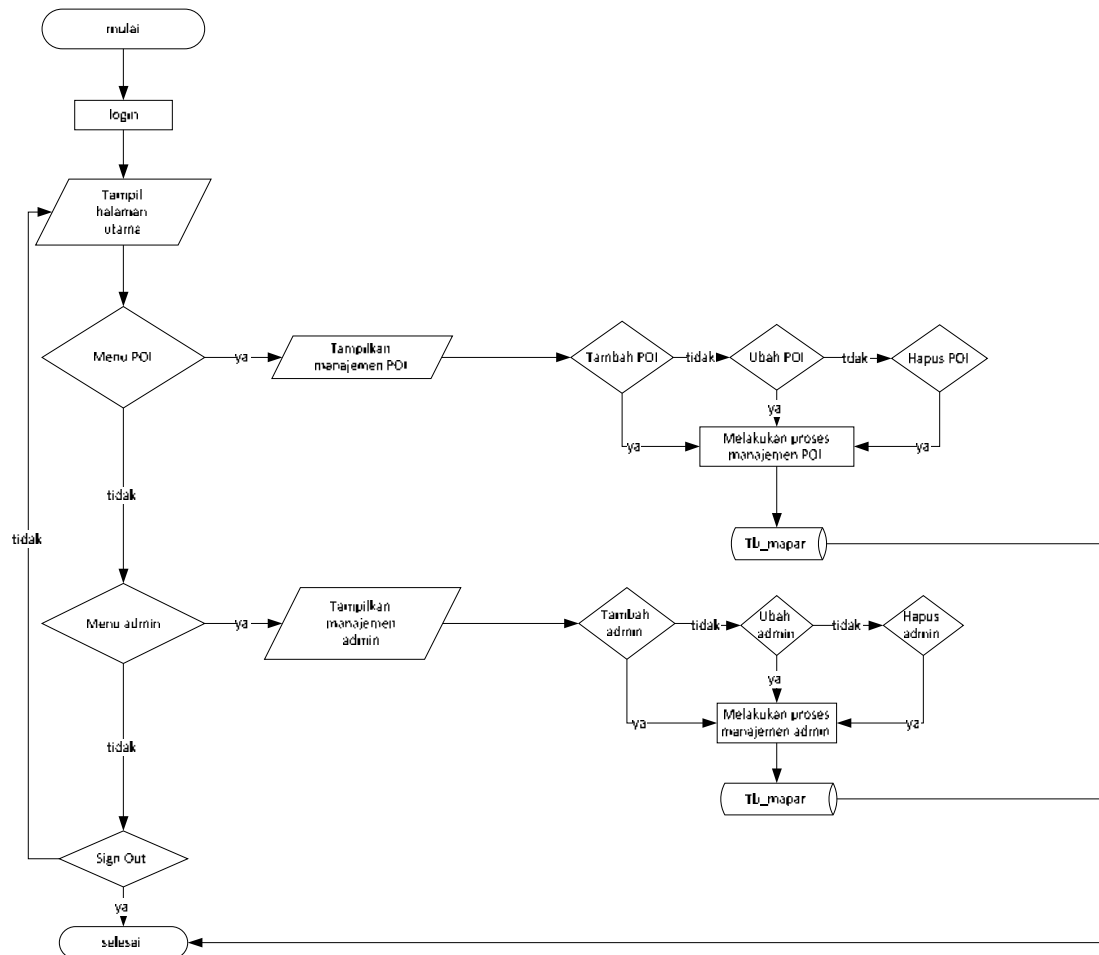 mulai
login
Tampil
halaman
utama
Menu POI
ya
Tampilkan
manajemen POI
Tambah POI
tidak
Ubah POI
tdak
Hapus POI
ya
ya
ya
Melakukan proses
manajemen POI
tidak
tidak
Tb_mapar
Menu admin
ya
Tampilkan
manajemen
admin
Tambah
admin
tidak
Ubah
admin
tidak
Hapus
admin
ya
ya
ya
Melakukan proses
manajemen admin
tidak
Tb_mapar
Sign Out
ya
selesai